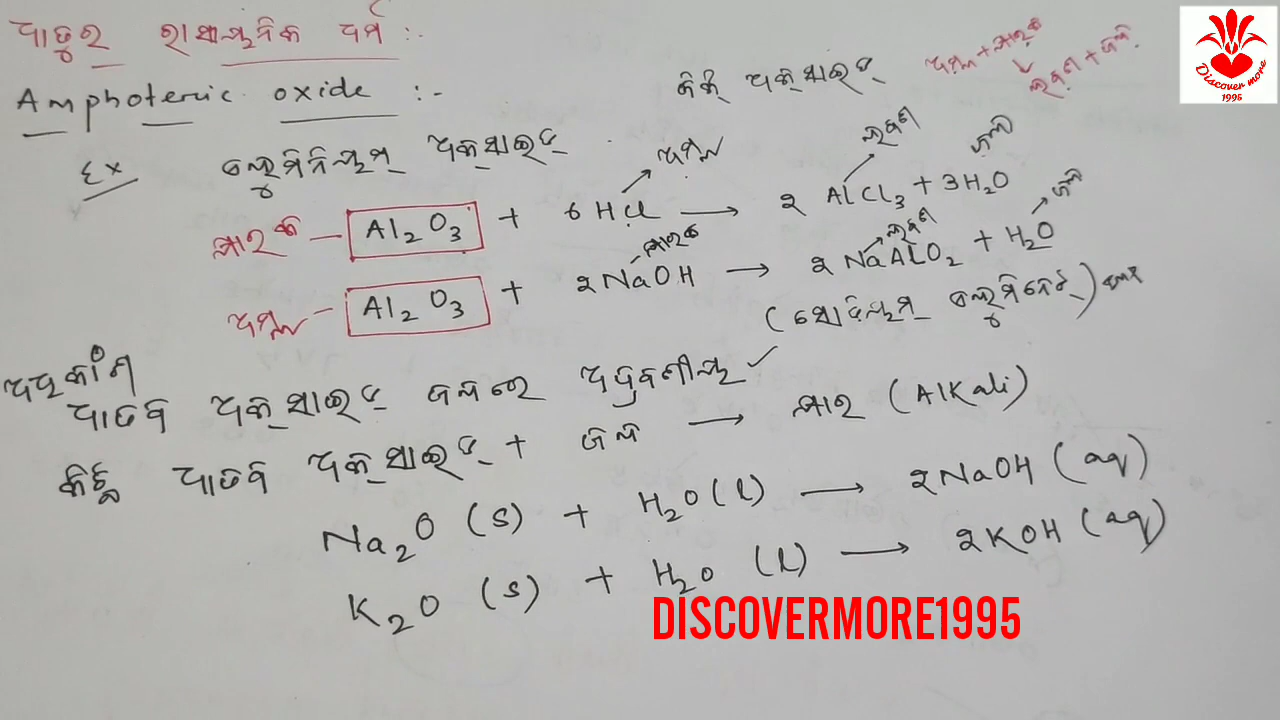 ଧାତୁର ରାସାୟନିକ ଧର୍ମ :-
Amphoteric oxide :-
ଦ୍ୱି ଅକ୍ସାଇଡ୍
ଅମ୍ଳ + କ୍ଷାରକ
ଲବଣ + ଜଳ
Discover more
1995
Ex ଆଲୁମିନିୟମ୍ ଅକ୍ସାଇଡ୍
ଅମ୍ଳ
ଲବଣ
ଜଳ
କ୍ଷାରକ — Al2O3 + 6HCl ⟶ 2AlCl3 + 3H2O
କ୍ଷାରକ
ଲବଣ
ଜଳ
ଅମ୍ଳ — Al2O3 + 2NaOH ⟶ 2NaAlO2 + H2O
(ସୋଡିୟମ୍ ଆଲୁମିନେଟ୍)
ଅଧିକାଂଶ
ଧାତବ ଅକ୍ସାଇଡ୍ ଜଳରେ ଅଦ୍ରବଣୀୟ ✓
କିଛି ଧାତବ ଅକ୍ସାଇଡ୍ + ଜଳ ⟶ କ୍ଷାର (Alkali)
Na2O (s) + H2O (l) ⟶ 2NaOH (aq)
K2O (s) + H2O (l) ⟶ 2KOH (aq)
DISCOVERMORE1995